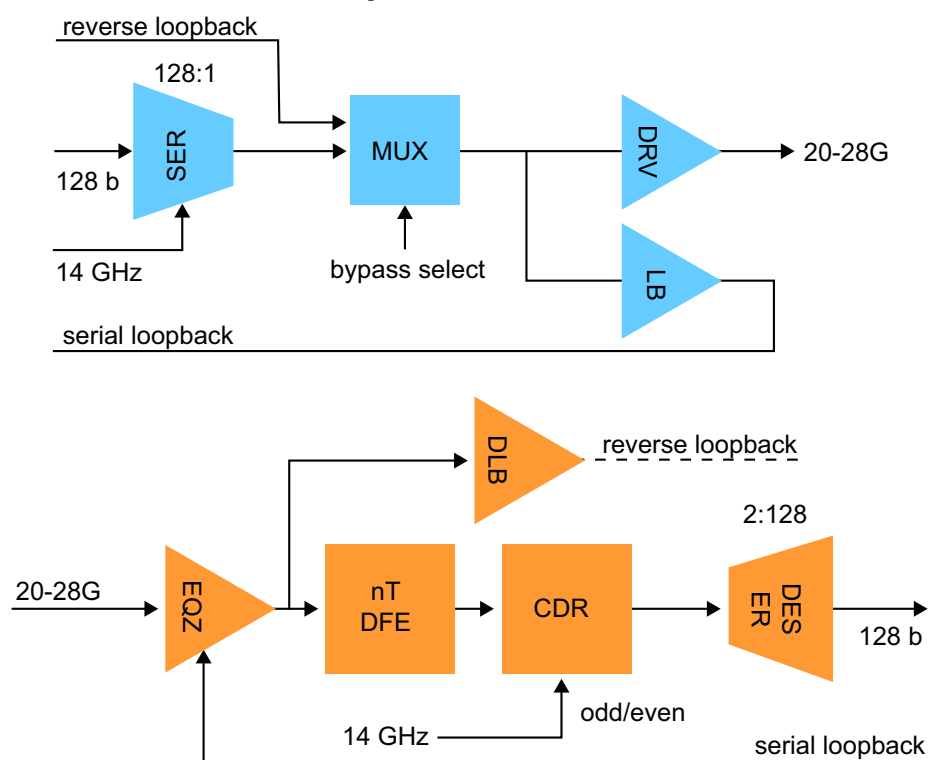 reverse loopback
128:1
SER
MUX
DRV
20-28G
128 b
14 GHz
bypass select
LB
serial loopback
DLB
reverse loopback
2:128
20-28G
EQZ
nT
DFE
CDR
DES
ER
128 b
odd/even
14 GHz
serial loopback